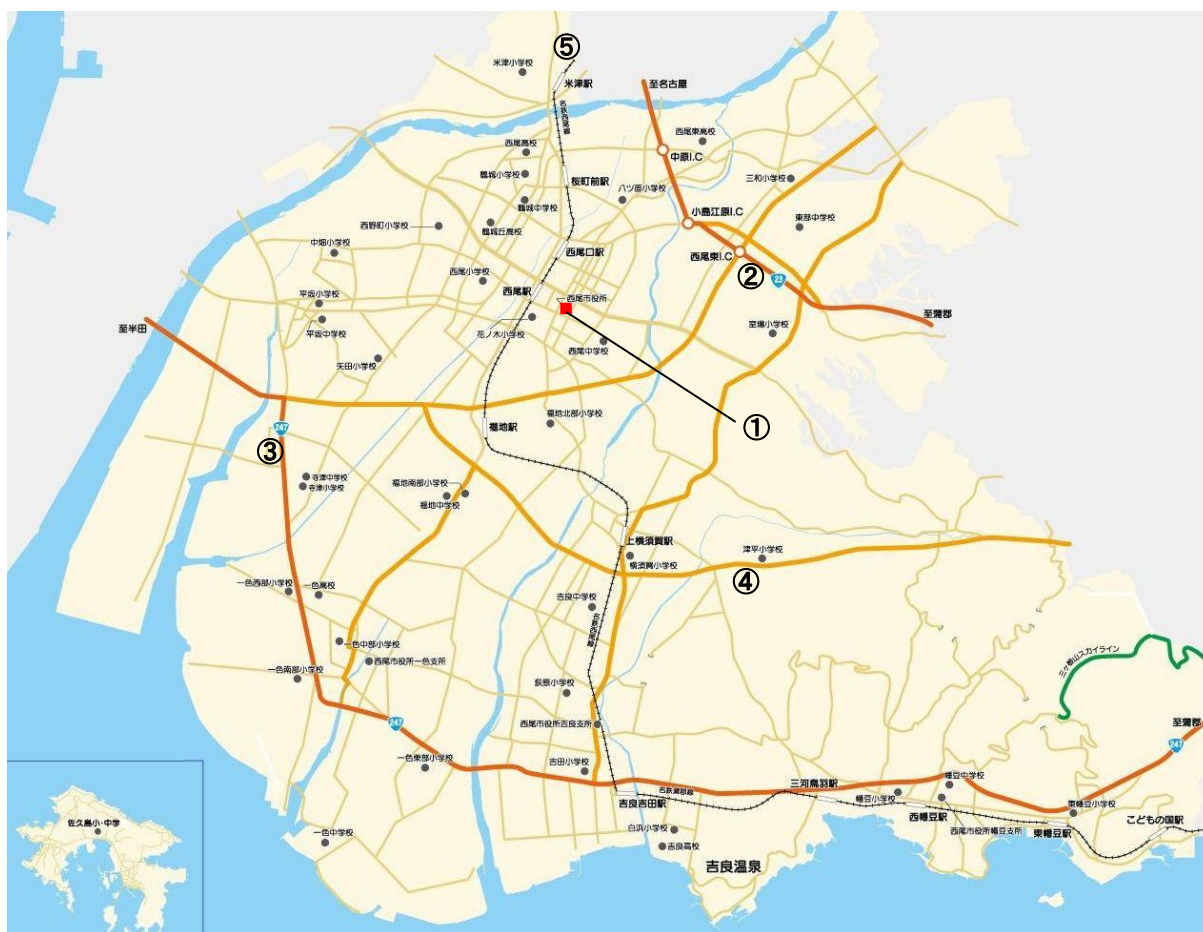 ⑤
米津小学校
米津駅
至名古屋
名鉄西尾線
西尾東高校
中原I.C
西尾高校
鶴城小学校
桜町前駅
三和小学校
八ツ面小学校
鶴城中学校
小島江原I.C
東部中学校
西野町小学校
鶴城丘高校
中畑小学校
西尾口駅
西尾東I.C
②
23
西尾小学校
西尾駅
西尾市役所
平坂小学校
至蒲郡
至半田
平坂中学校
花ノ木小学校
室場小学校
西尾中学校
矢田小学校
福地北部小学校
福地駅
①
247
③
寺津中学校
寺津小学校
福地南部小学校
福地中学校
上横須賀駅
津平小学校
横須賀小学校
④
一色西部小学校
一色高校
吉良中学校
名鉄西尾線
一色中部小学校
西尾市役所一色支所
三ヶ根山スカイライン
一色南部小学校
荻原小学校
247
西尾市役所吉良支所
至蒲郡
247
一色東部小学校
吉田小学校
三河鳥羽駅
幡豆中学校
名鉄蒲郡線
吉良吉田駅
幡豆小学校
西幡豆駅
東幡豆小学校
佐久島小・中学
白浜小学校
西尾市役所幡豆支所
東幡豆駅
こどもの国駅
一色中学校
吉良高校
吉良温泉